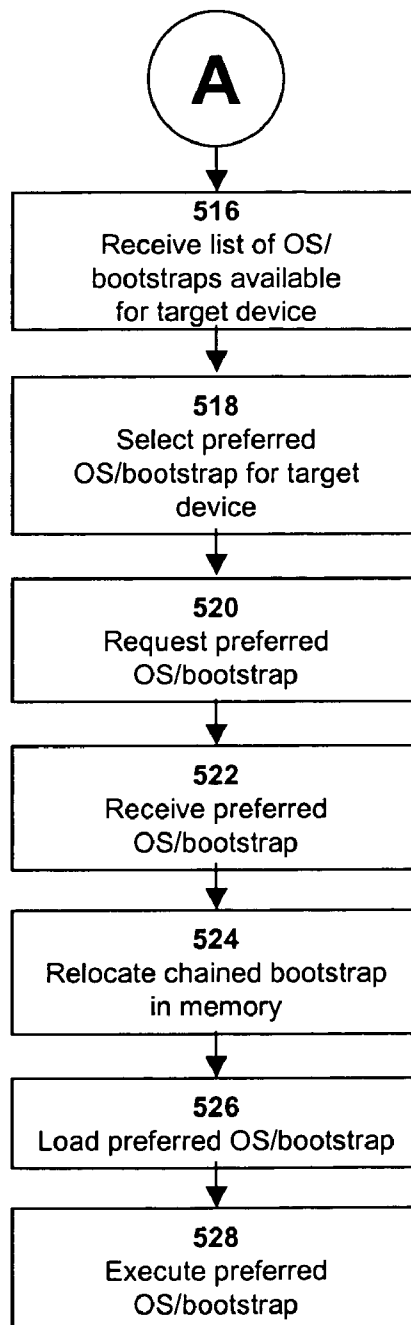 A
516
Receive list of OS/
bootstraps available
for target device
518
Select preferred
OS/bootstrap for target
device
520
Request preferred
OS/bootstrap
522
Receive preferred
OS/bootstrap
524
Relocate chained bootstrap
in memory
526
Load preferred OS/bootstrap
528
Execute preferred
OS/bootstrap